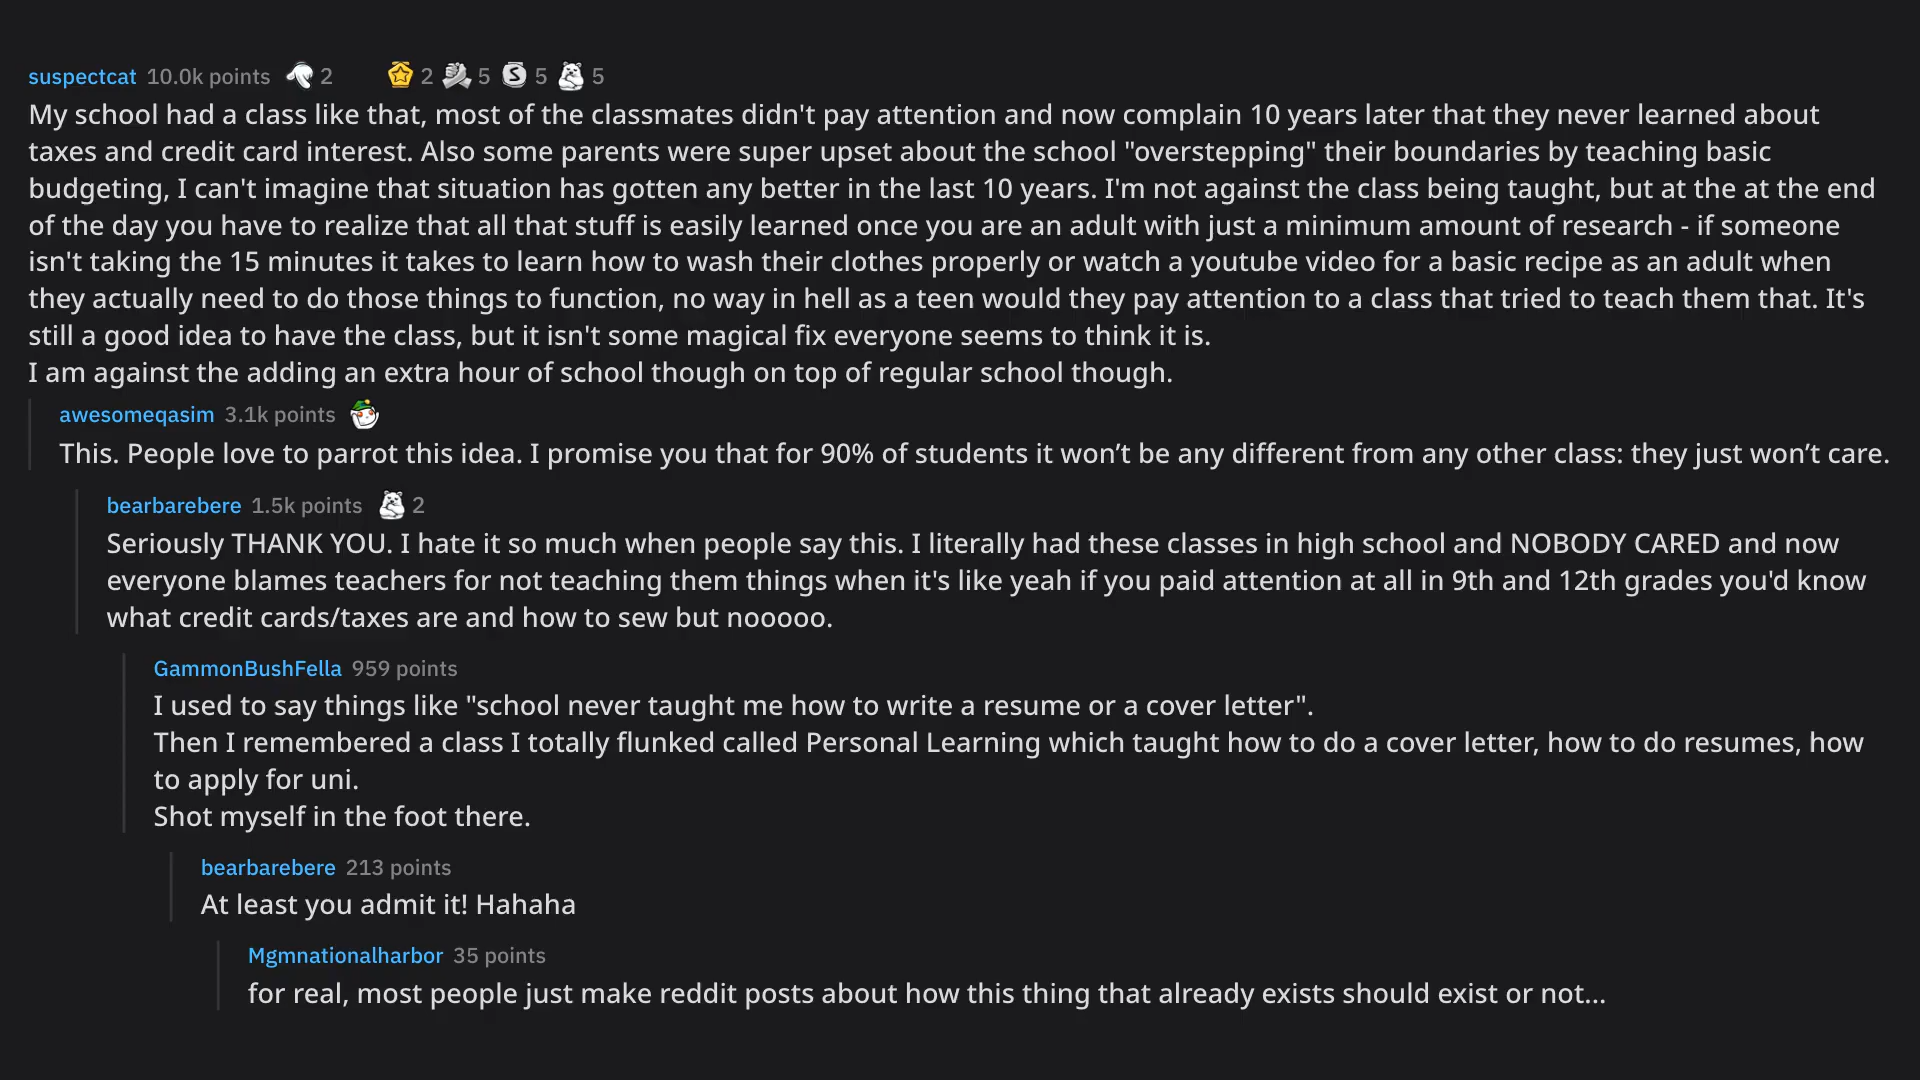 suspectcat 10.0k points 2 2 5 5 5
My school had a class like that, most of the classmates didn't pay attention and now complain 10 years later that they never learned about
taxes and credit card interest. Also some parents were super upset about the school "overstepping" their boundaries by teaching basic
budgeting, I can't imagine that situation has gotten any better in the last 10 years. I'm not against the class being taught, but at the at the end
of the day you have to realize that all that stuff is easily learned once you are an adult with just a minimum amount of research - if someone
isn't taking the 15 minutes it takes to learn how to wash their clothes properly or watch a youtube video for a basic recipe as an adult when
they actually need to do those things to function, no way in hell as a teen would they pay attention to a class that tried to teach them that. It's
still a good idea to have the class, but it isn't some magical fix everyone seems to think it is.
I am against the adding an extra hour of school though on top of regular school though.
awesomeqasim 3.1k points
This. People love to parrot this idea. I promise you that for 90% of students it won’t be any different from any other class: they just won’t care.
bearbarebere 1.5k points 2
Seriously THANK YOU. I hate it so much when people say this. I literally had these classes in high school and NOBODY CARED and now
everyone blames teachers for not teaching them things when it's like yeah if you paid attention at all in 9th and 12th grades you'd know
what credit cards/taxes are and how to sew but nooooo.
GammonBushFella 959 points
I used to say things like "school never taught me how to write a resume or a cover letter".
Then I remembered a class I totally flunked called Personal Learning which taught how to do a cover letter, how to do resumes, how
to apply for uni.
Shot myself in the foot there.
bearbarebere 213 points
At least you admit it! Hahaha
Mgmnationalharbor 35 points
for real, most people just make reddit posts about how this thing that already exists should exist or not...